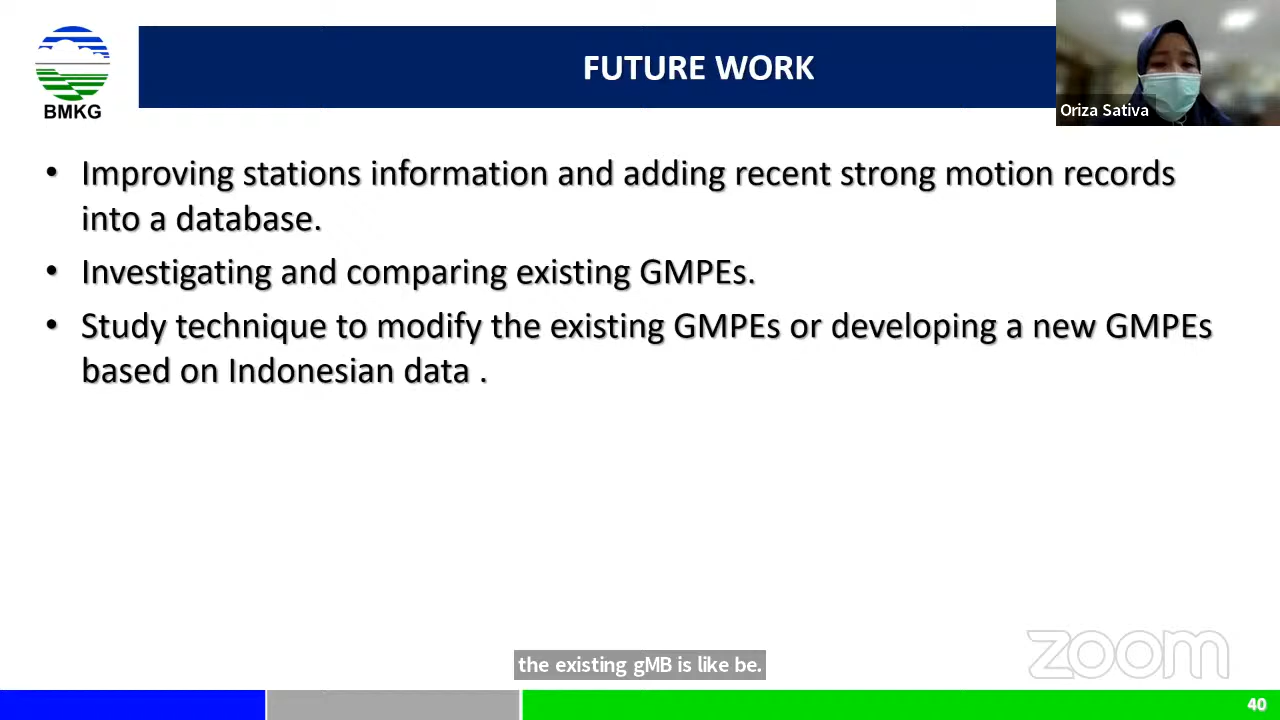 FUTURE WORK
BMKG
Oriza Sativa
• Improving stations information and adding recent strong motion records
into a database.
• Investigating and comparing existing GMPEs.
• Study technique to modify the existing GMPEs or developing a new GMPEs
based on Indonesian data .
zoom
the existing gMB is like be.
40